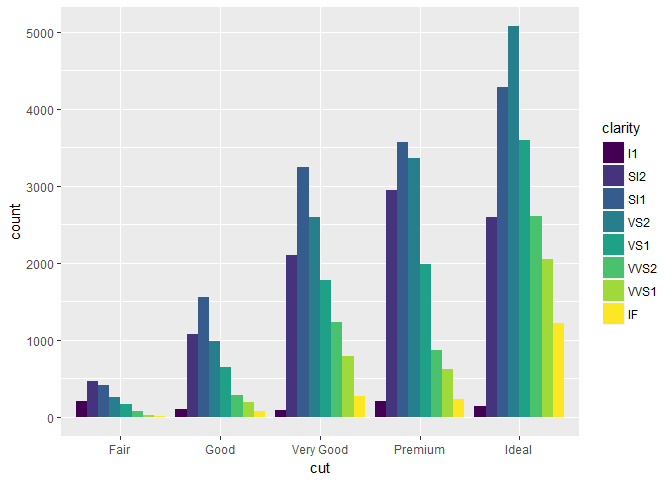 5000
4000
3000
2000
1000
0
count
Fair Good Very Good Premium Ideal
cut
clarity
I1
SI2
SI1
VS2
VS1
VVS2
VVS1
IF